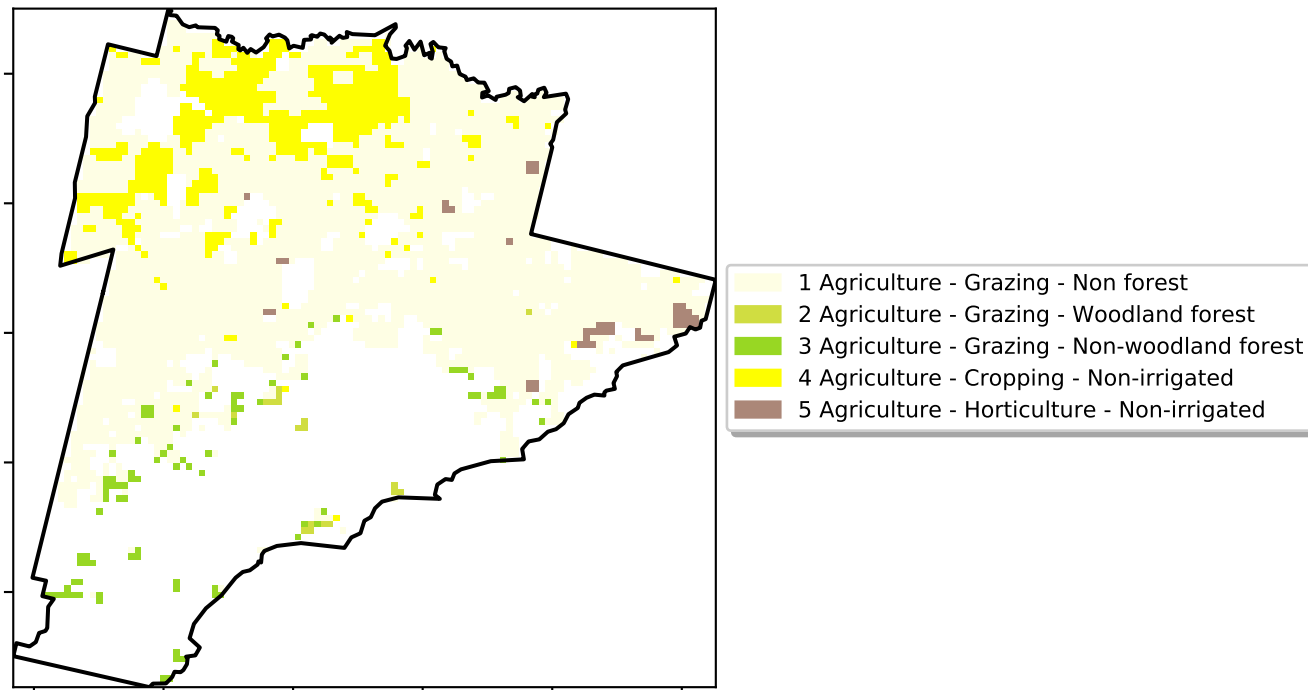 1 Agriculture - Grazing - Non forest
2 Agriculture - Grazing - Woodland forest
3 Agriculture - Grazing - Non-woodland forest
4 Agriculture - Cropping - Non-irrigated
5 Agriculture - Horticulture - Non-irrigated